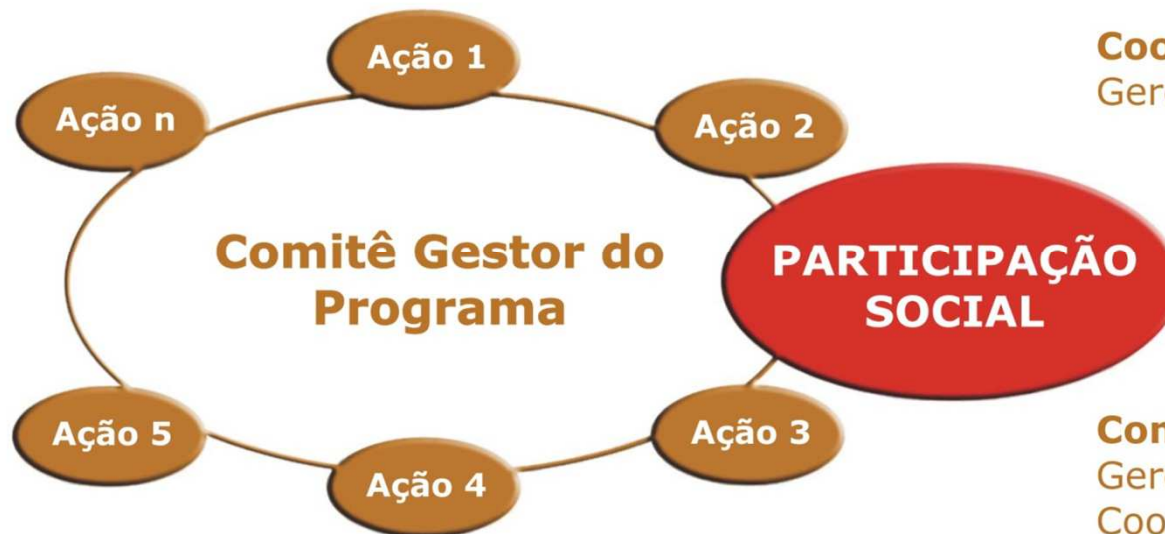 Ação 1
Ação n
Ação 2
Comitê Gestor do
Programa
PARTICIPAÇÃO
SOCIAL
Ação 5
Ação 4
Ação 3